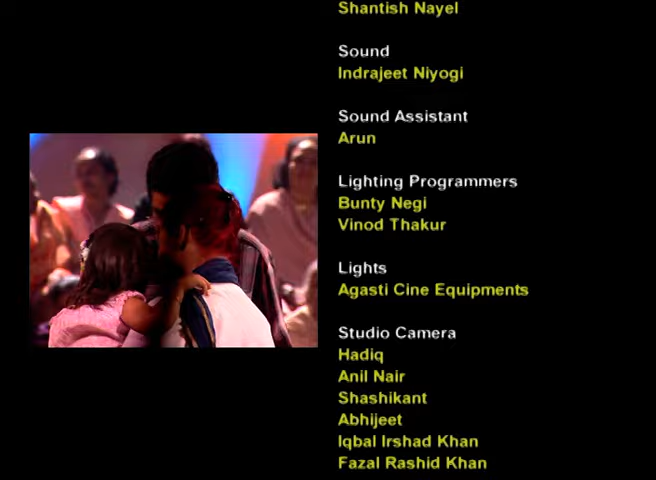 Shantish Nayel
Sound
Indrajeet Niyogi
Sound Assistant
Arun
Lighting Programmers
Bunty Negi
Vinod Thakur
Lights
Agasti Cine Equipments
Studio Camera
Hadiq
Anil Nair
Shashikant
Abhijeet
Iqbal Irshad Khan
Fazal Rashid Khan